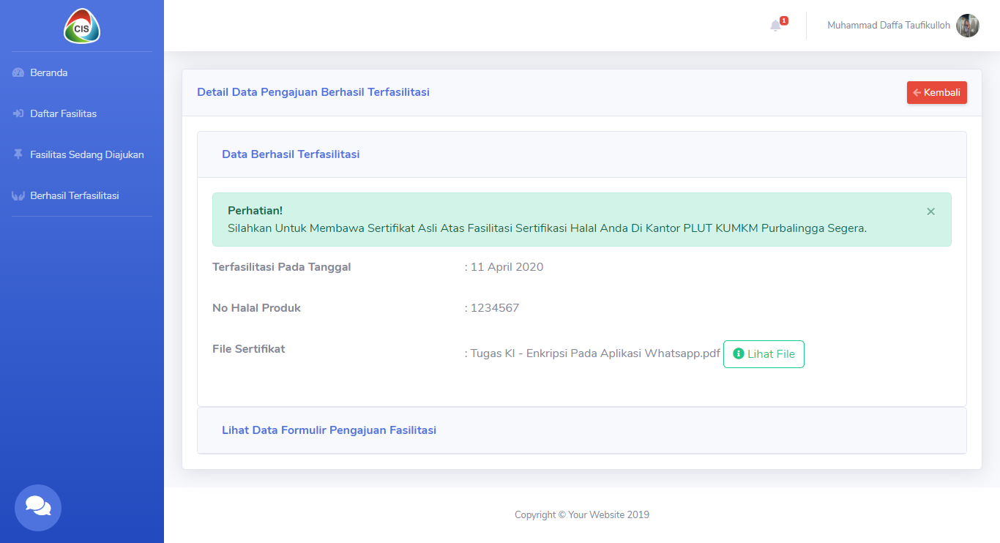 CIS
1
Muhammad Daffa Taufikulloh
Beranda
Daftar Fasilitas
Fasilitas Sedang Diajukan
Berhasil Terfasilitasi
Detail Data Pengajuan Berhasil Terfasilitasi
Kembali
Data Berhasil Terfasilitasi
Perhatian!
×
Silahkan Untuk Membawa Sertifikat Asli Atas Fasilitasi Sertifikasi Halal Anda Di Kantor PLUT KUMKM Purbalingga Segera.
Terfasilitasi Pada Tanggal : 11 April 2020
No Halal Produk : 1234567
File Sertifikat : Tugas KI - Enkripsi Pada Aplikasi Whatsapp.pdf Lihat File
Lihat Data Formulir Pengajuan Fasilitasi
Copyright © Your Website 2019